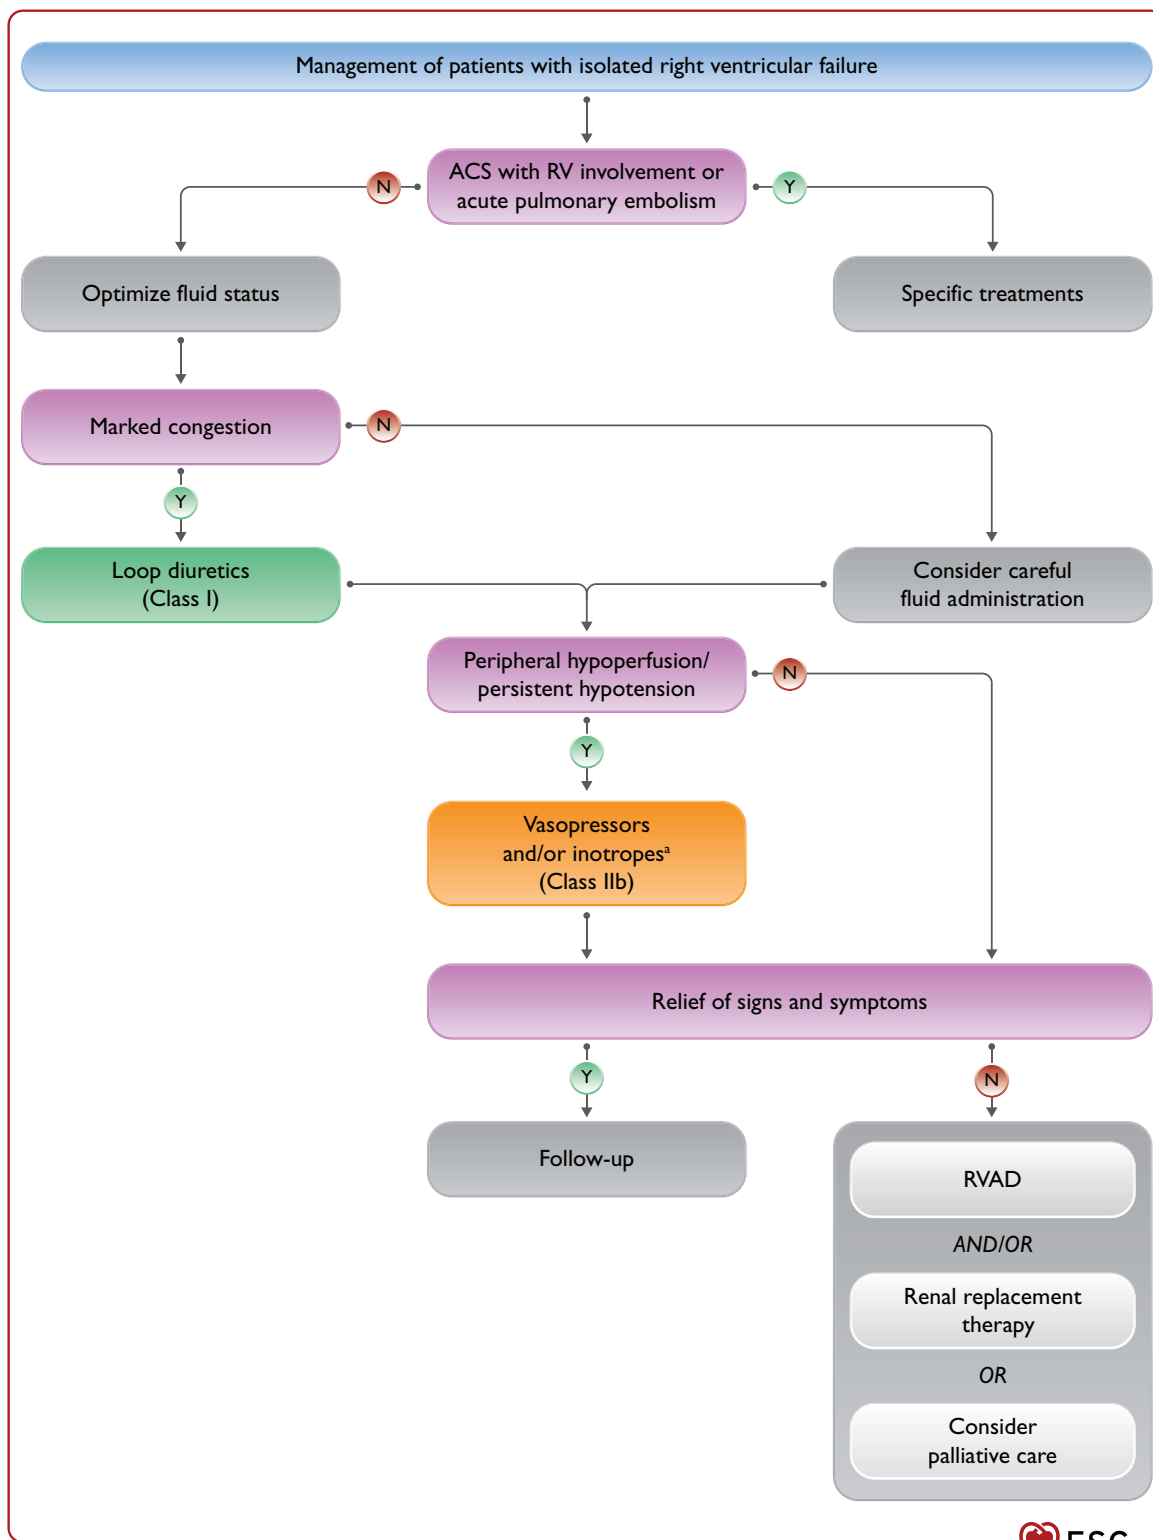 Management of patients with isolated right ventricular failure
ACS with RV involvement or
acute pulmonary embolism
N
Y
Optimize fluid status
Specific treatments
Marked congestion
N
Y
Loop diuretics
(Class I)
Consider careful
fluid administration
Peripheral hypoperfusion/
persistent hypotension
N
Y
Vasopressors
and/or inotropesᵃ
(Class IIb)
Relief of signs and symptoms
Y
N
Follow-up
RVAD
AND/OR
Renal replacement
therapy
OR
Consider
palliative care
ESC